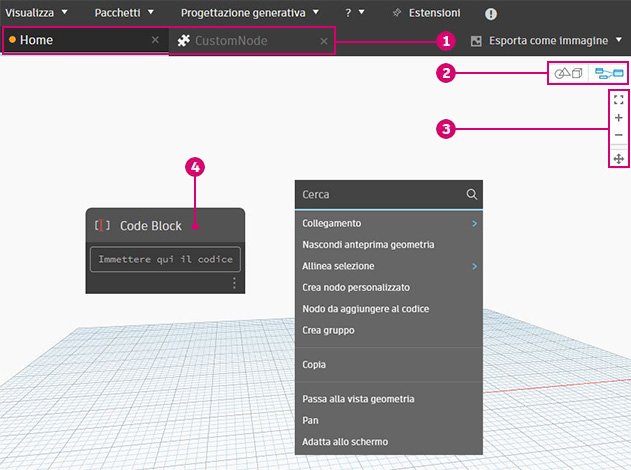 Visualizza Pacchetti Progettazione generativa ? Estensioni
Home CustomNode 1 Esporta come immagine
2
3
4
Cerca
Code Block
Immettere qui il codice
Collegamento
Nascondi anteprima geometria
Allinea selezione
Crea nodo personalizzato
Nodo da aggiungere al codice
Crea gruppo
Copia
Passa alla vista geometria
Pan
Adatta allo schermo